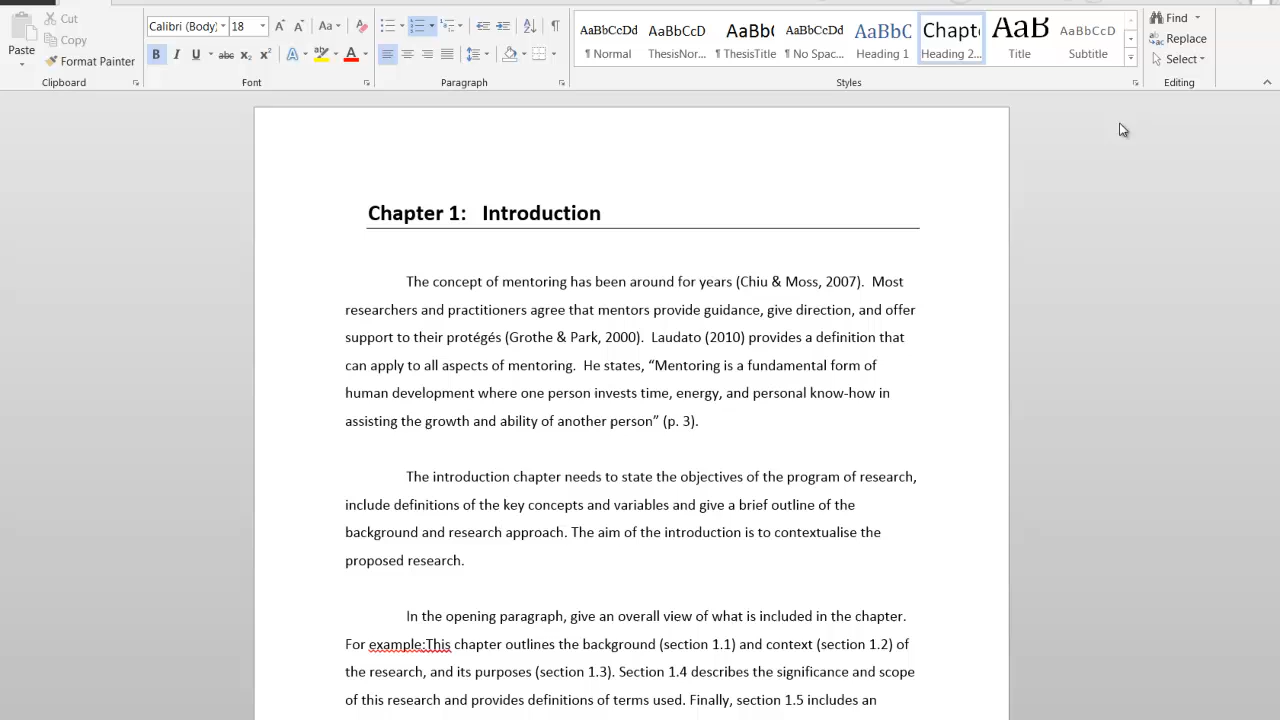 Cut
Calibri (Body) 18 Aa
AaBbCcDd AaBbCcDc AaBbC AaBbCcDd AaBbC Chapt AaB AaBbCcD
Find
Paste
Copy
Replace
Format Painter
B I U abc x₂ x² A A
¶ Normal ThesisNor... ¶ ThesisTitle ¶ No Spac... Heading 1 Heading 2... Title Subtitle
Select
Clipboard Font Paragraph Styles Editing
Chapter 1: Introduction
The concept of mentoring has been around for years (Chiu & Moss, 2007). Most
researchers and practitioners agree that mentors provide guidance, give direction, and offer
support to their protégés (Grothe & Park, 2000). Laudato (2010) provides a definition that
can apply to all aspects of mentoring. He states, “Mentoring is a fundamental form of
human development where one person invests time, energy, and personal know-how in
assisting the growth and ability of another person” (p. 3).
The introduction chapter needs to state the objectives of the program of research,
include definitions of the key concepts and variables and give a brief outline of the
background and research approach. The aim of the introduction is to contextualise the
proposed research.
In the opening paragraph, give an overall view of what is included in the chapter.
For example:This chapter outlines the background (section 1.1) and context (section 1.2) of
the research, and its purposes (section 1.3). Section 1.4 describes the significance and scope
of this research and provides definitions of terms used. Finally, section 1.5 includes an